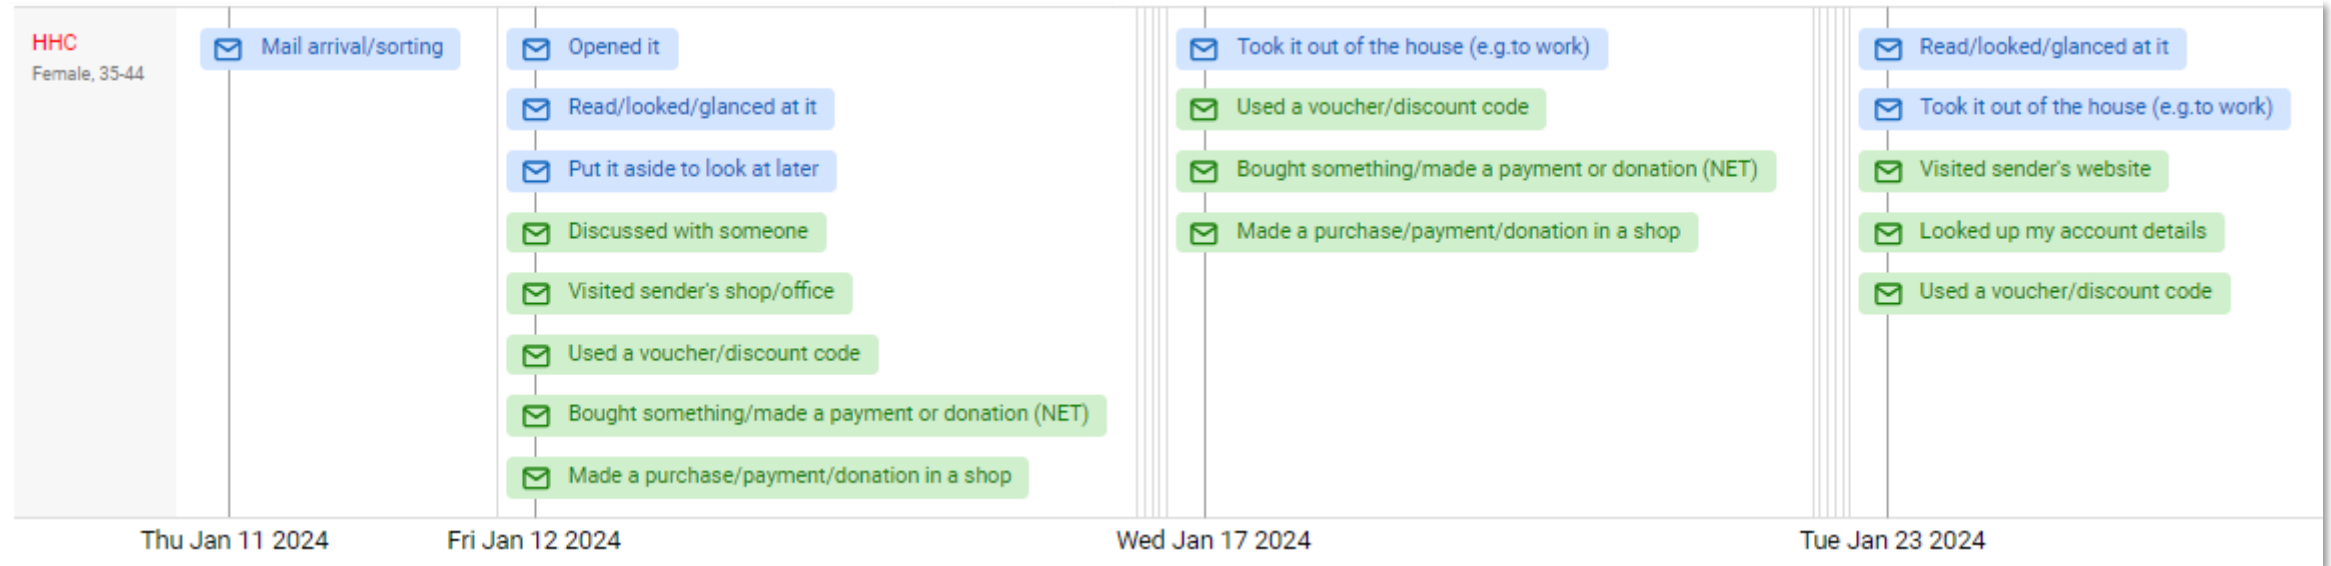 HHC
Female, 35-44
Mail arrival/sorting
Opened it
Read/looked/glanced at it
Put it aside to look at later
Discussed with someone
Visited sender's shop/office
Used a voucher/discount code
Bought something/made a payment or donation (NET)
Made a purchase/payment/donation in a shop
Took it out of the house (e.g.to work)
Used a voucher/discount code
Bought something/made a payment or donation (NET)
Made a purchase/payment/donation in a shop
Read/looked/glanced at it
Took it out of the house (e.g.to work)
Visited sender's website
Looked up my account details
Used a voucher/discount code
Thu Jan 11 2024
Fri Jan 12 2024
Wed Jan 17 2024
Tue Jan 23 2024